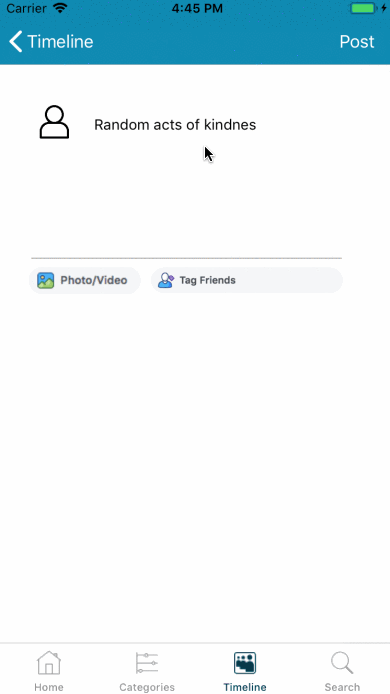 Carrier 4:45 PM
Timeline Post
Random acts of kindnes
Photo/Video Tag Friends
Home Categories Timeline Search